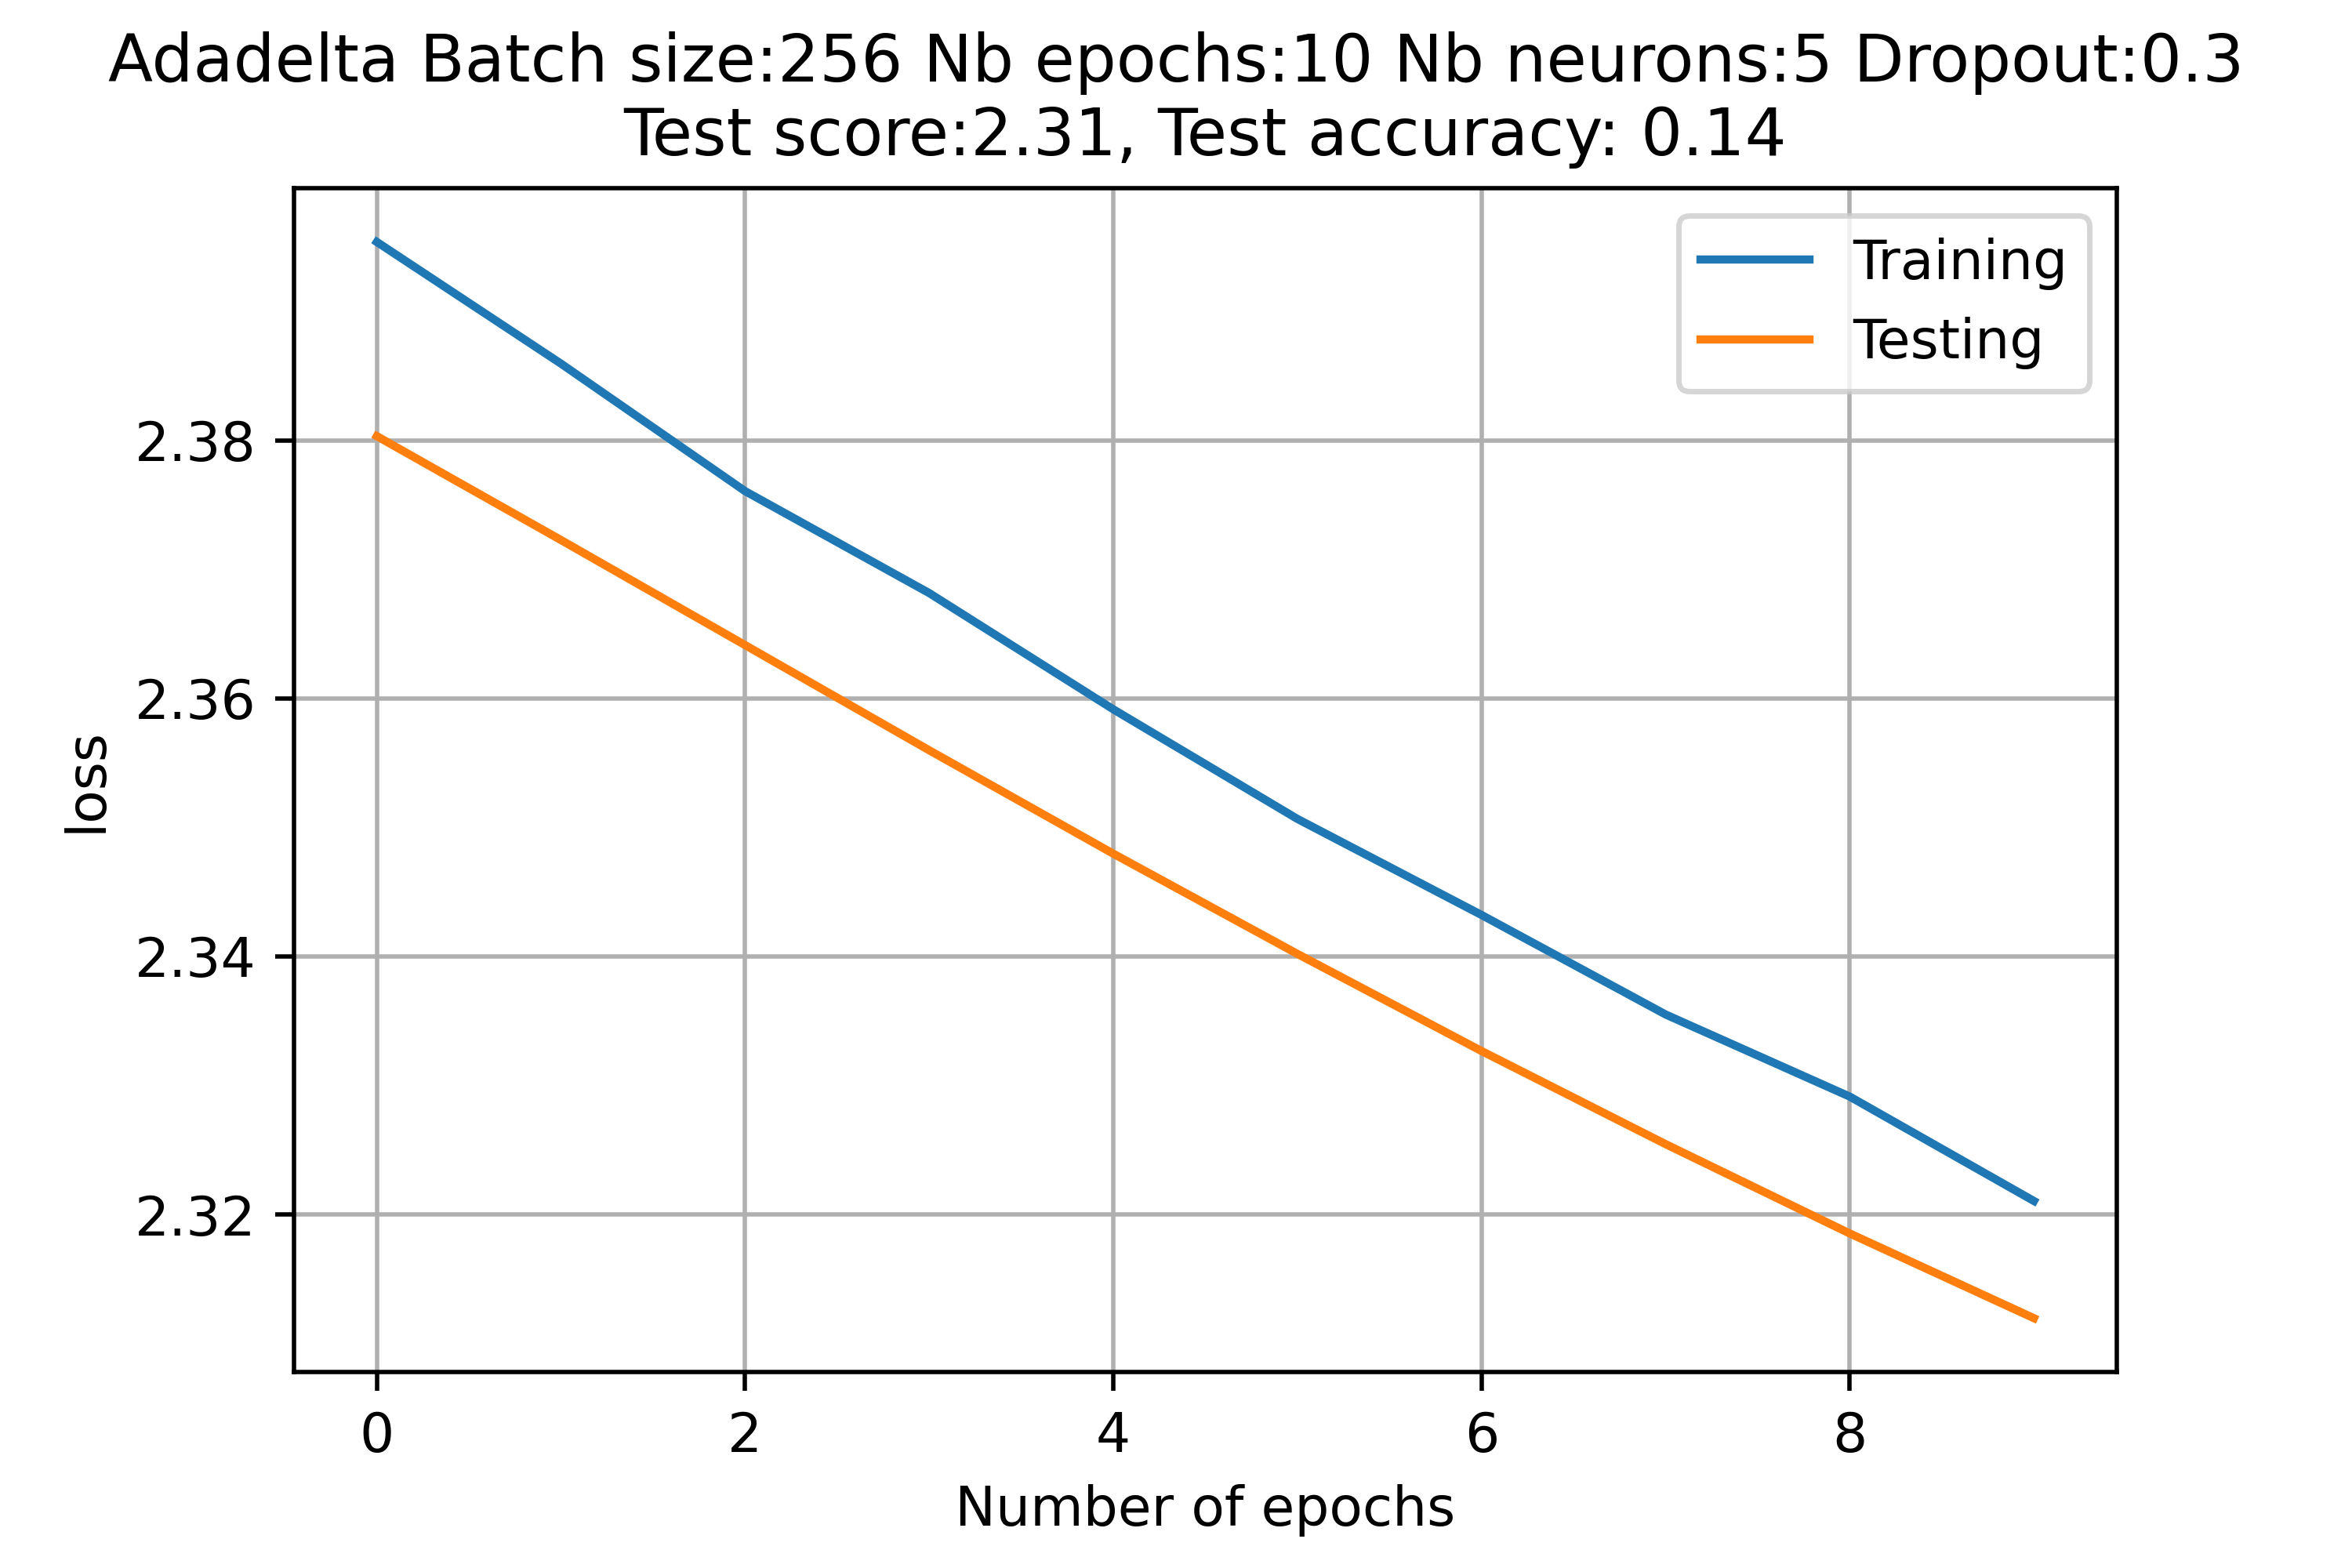 Adadelta Batch size:256 Nb epochs:10 Nb neurons:5 Dropout:0.3
Test score:2.31, Test accuracy: 0.14
Training
Testing
2.38
2.36
2.34
2.32
loss
0 2 4 6 8
Number of epochs